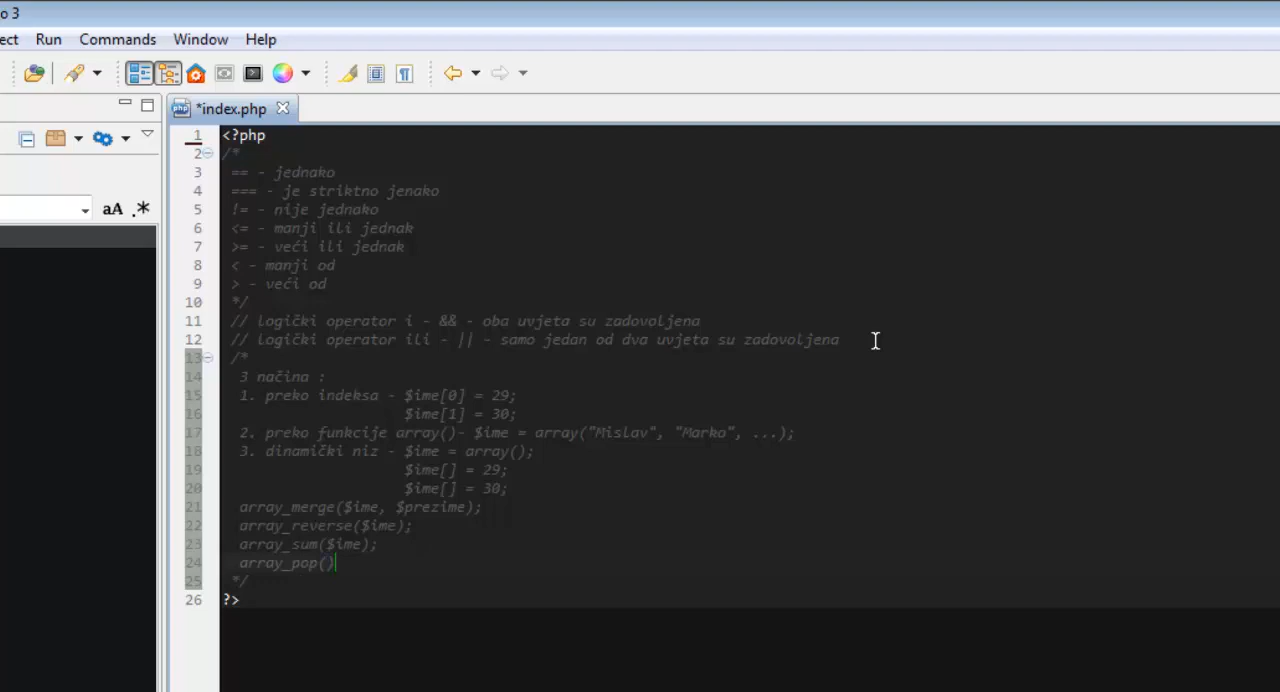 o 3
ect Run Commands Window Help
*index.php
aA .*
1 <?php
2 /*
3 == - jednako
4 === - je striktno jenako
5 != - nije jednako
6 <= - manji ili jednak
7 >= - veći ili jednak
8 < - manji od
9 > - veći od
10 */
11 // logički operator i - && - oba uvjeta su zadovoljena
12 // logički operator ili - || - samo jedan od dva uvjeta su zadovoljena
13 /*
14 3 načina :
15 1. preko indeksa - $ime[0] = 29;
16 $ime[1] = 30;
17 2. preko funkcije array()- $ime = array("Mislav", "Marko", ...);
18 3. dinamički niz - $ime = array();
19 $ime[] = 29;
20 $ime[] = 30;
21 array_merge($ime, $prezime);
22 array_reverse($ime);
23 array_sum($ime);
24 array_pop()
25 */
26 ?>